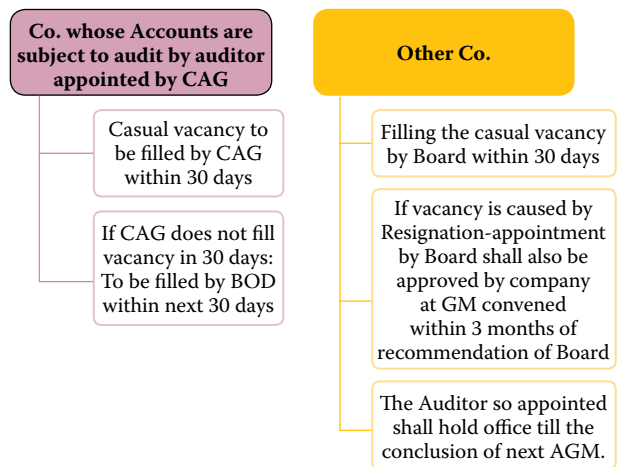 Co. whose Accounts are
subject to audit by auditor
appointed by CAG
Casual vacancy to
be filled by CAG
within 30 days
If CAG does not fill
vacancy in 30 days:
To be filled by BOD
within next 30 days
Other Co.
Filling the casual vacancy
by Board within 30 days
If vacancy is caused by
Resignation-appointment
by Board shall also be
approved by company
at GM convened
within 3 months of
recommendation of Board
The Auditor so appointed
shall hold office till the
conclusion of next AGM.